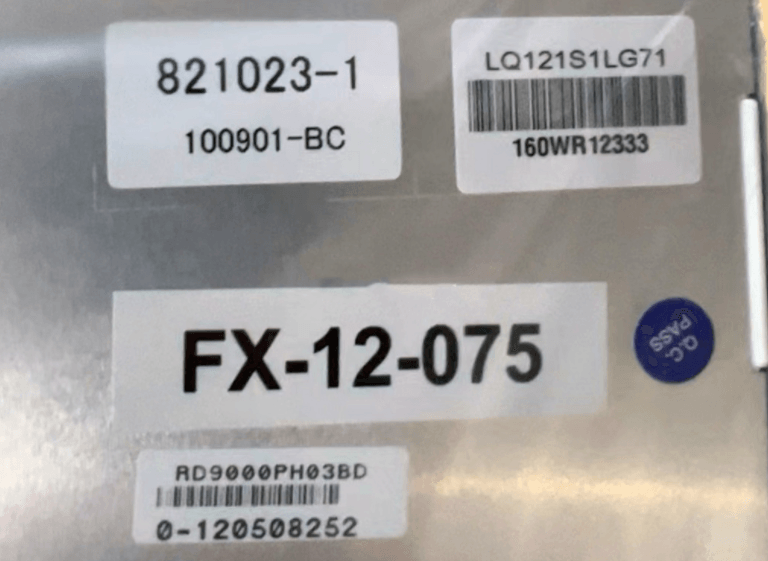 821023-1
100901-BC
LQ121S1LG71
160WR12333
FX-12-075
Q.C.
PASS
RD9000PH03BD
0-120508252